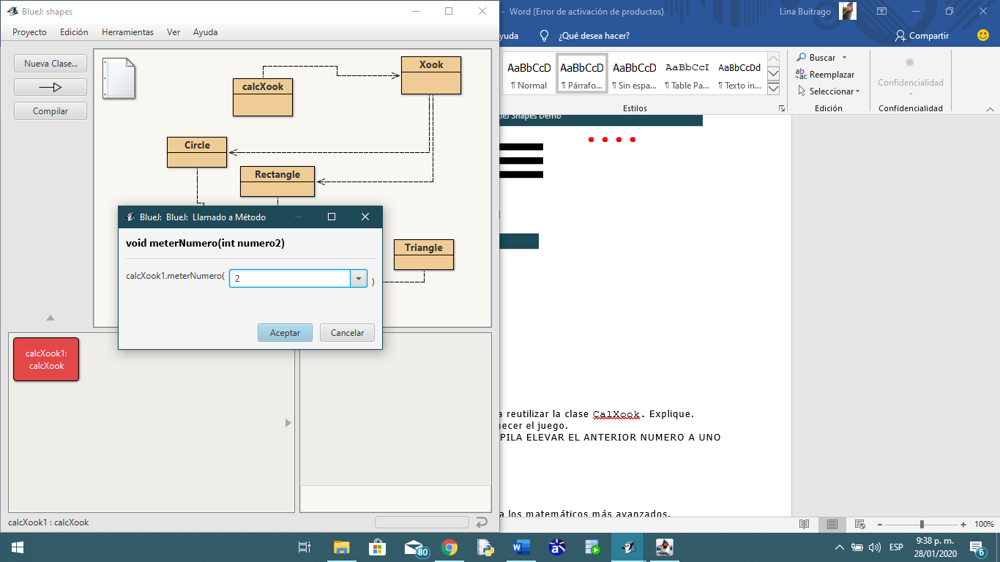 BlueJ: shapes
Proyecto Edición Herramientas Ver Ayuda
Nueva Clase...
Compilar
calcXook
Xook
Circle
Rectangle
Triangle
BlueJ: BlueJ: Llamado a Método
void meterNumero(int numero2)
calcXook1.meterNumero( 2 )
Aceptar Cancelar
calcXook1:
calcXook
calcXook1 : calcXook
- Word (Error de activación de productos) Lina Buitrago
yuda ¿Qué desea hacer? Compartir
AaBbCcD AaBbCcD AaBbCcD AaBbCcI AaBbCcDd
¶ Normal ¶ Párrafo... ¶ Sin espa... ¶ Table Pa... ¶ Texto in...
Estilos
Buscar
Reemplazar
Seleccionar
Edición
Confidencialidad
Confidencialidad
Shapes Demo
a reutilizar la clase CalXook. Explique.
uecer el juego.
PILA ELEVAR EL ANTERIOR NUMERO A UNO
a los matemáticos más avanzados.
100%
80
ESP
9:38 p. m.
28/01/2020
6